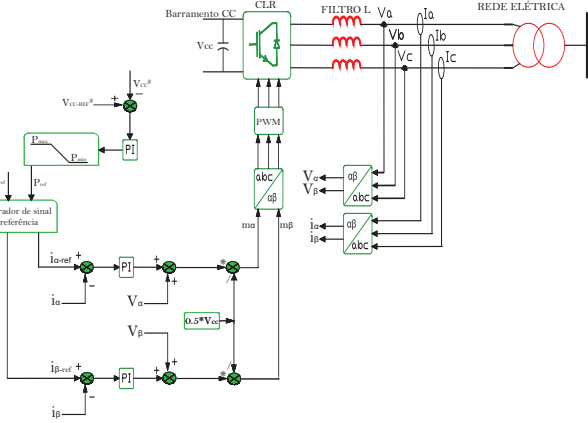 CLR
Barramento CC
Vcc
FILTRO L
REDE ELÉTRICA
Va
Vb
Vc
Ia
Ib
Ic
Vcc²
−
VCC-REF²
+
PI
Pmax
Pmin
PWM
abc
αβ
Pref
ref
rador de sinal
referência
mα
mβ
Vα
Vβ
αβ
abc
iα
iβ
αβ
abc
iα-ref
+
−
PI
+
+
*
/
iα
Vα
0.5*Vcc
Vβ
iβ-ref
+
−
PI
+
+
*
/
iβ